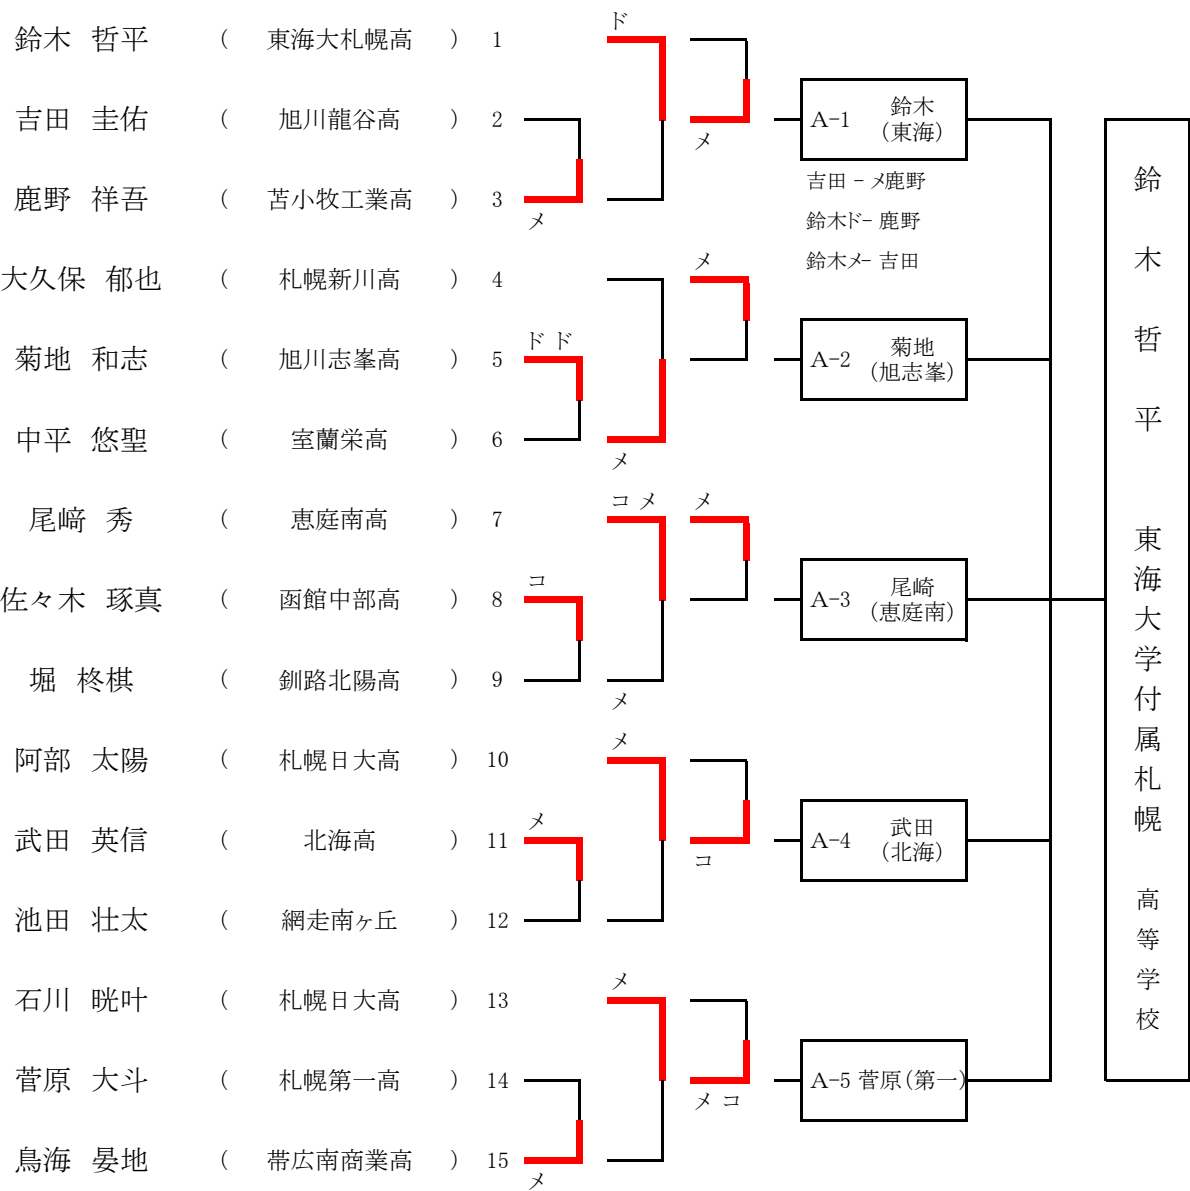 ド
鈴木 哲平 ( 東海大札幌高 ) 1
吉田 圭佑 ( 旭川龍谷高 ) 2
メ
鹿野 祥吾 ( 苫小牧工業高 ) 3
メ
大久保 郁也 ( 札幌新川高 ) 4
メ
ド ド
菊地 和志 ( 旭川志峯高 ) 5
中平 悠聖 ( 室蘭栄高 ) 6
メ
コ メ メ
尾﨑 秀 ( 恵庭南高 ) 7
コ
佐々木 琢真 ( 函館中部高 ) 8
堀 柊棋 ( 釧路北陽高 ) 9
メ
メ
阿部 太陽 ( 札幌日大高 ) 10
メ
武田 英信 ( 北海高 ) 11
コ
池田 壮太 ( 網走南ヶ丘 ) 12
メ
石川 晄叶 ( 札幌日大高 ) 13
菅原 大斗 ( 札幌第一高 ) 14
メ コ
鳥海 晏地 ( 帯広南商業高 ) 15
メ
A-1 鈴木
(東海)
吉田 - メ鹿野
鈴木ド- 鹿野
鈴木メ- 吉田
A-2 菊地
(旭志峯)
A-3 尾崎
(恵庭南)
A-4 武田
(北海)
A-5 菅原(第一)
鈴木哲平 東海大学付属札幌 高等学校